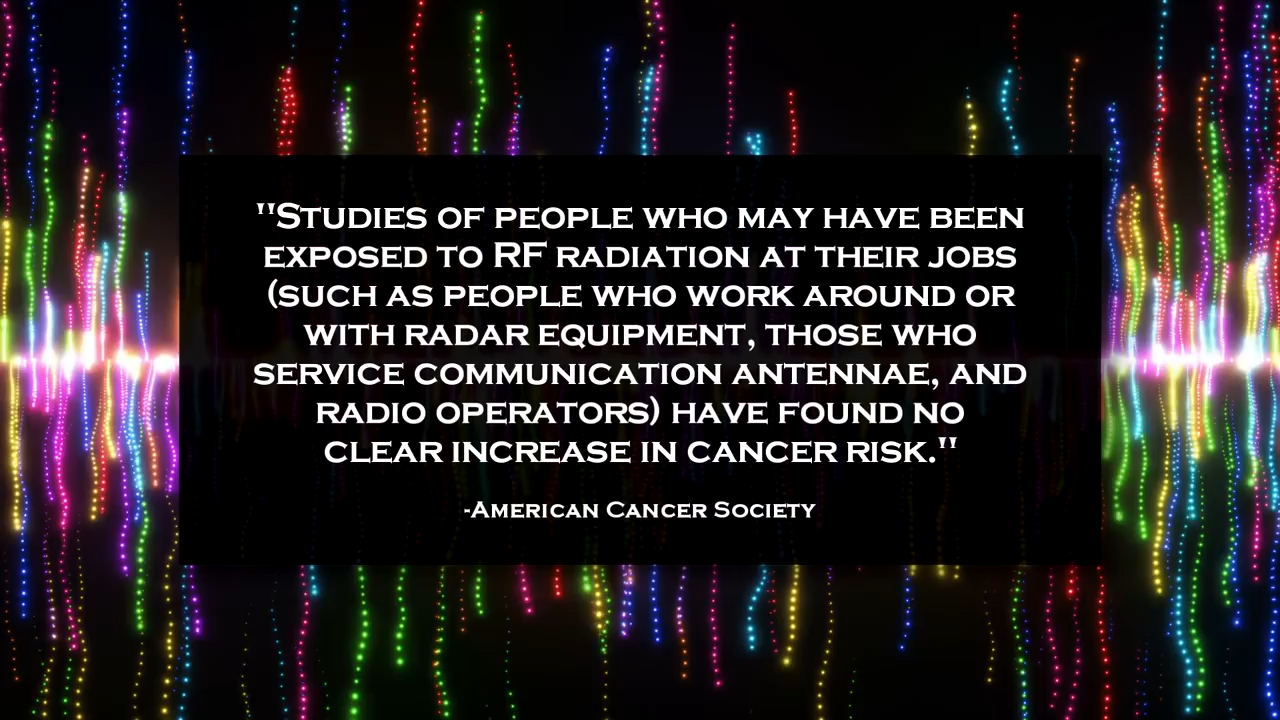 "Studies of people who may have been
exposed to RF radiation at their jobs
(such as people who work around or
with radar equipment, those who
service communication antennae, and
radio operators) have found no
clear increase in cancer risk."
-American Cancer Society